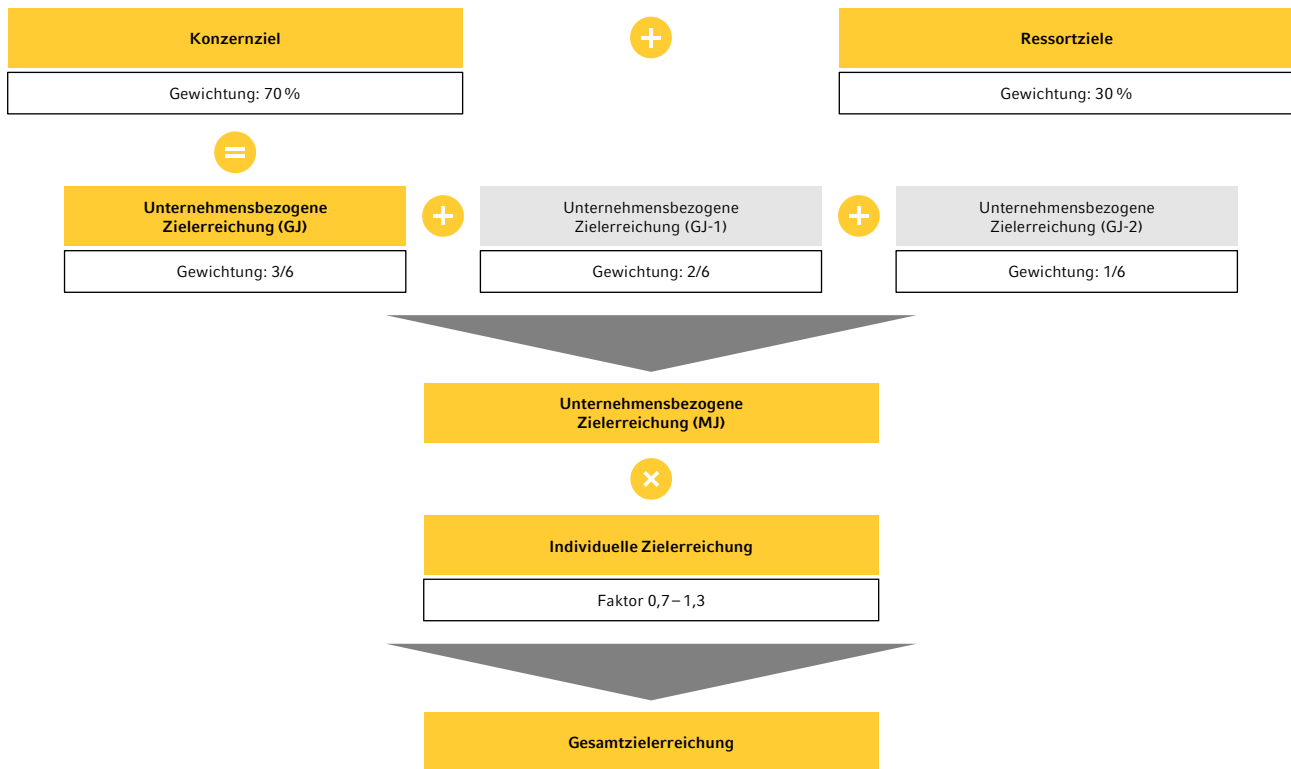 Konzernziel
Ressortziele
Gewichtung: 70 %
Gewichtung: 30 %
Unternehmensbezogene
Zielerreichung (GJ)
Unternehmensbezogene
Zielerreichung (GJ-1)
Unternehmensbezogene
Zielerreichung (GJ-2)
Gewichtung: 3/6
Gewichtung: 2/6
Gewichtung: 1/6
Unternehmensbezogene
Zielerreichung (MJ)
Individuelle Zielerreichung
Faktor 0,7 – 1,3
Gesamtzielerreichung